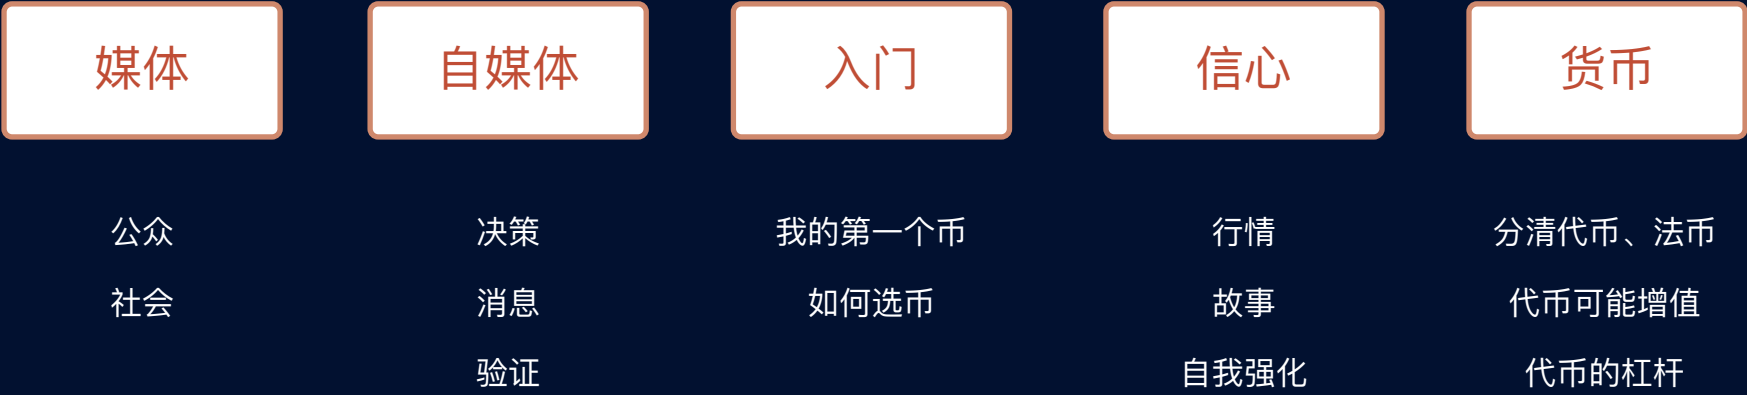 媒体
自媒体
入门
信心
货币
公众
决策
我的第一个币
行情
分清代币、法币
社会
消息
如何选币
故事
代币可能增值
验证
自我强化
代币的杠杆